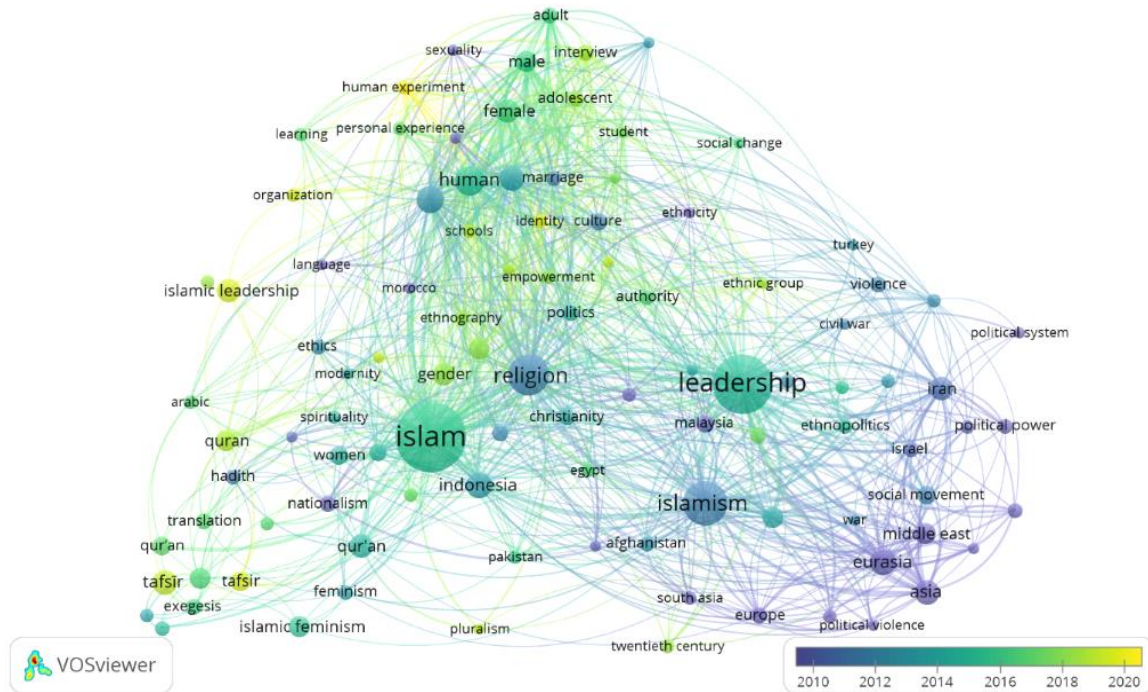 adult
sexuality
interview
male
human experiment
adolescent
female
personal experience
learning
student
social change
human
marriage
organization
identity
culture
ethnicity
schools
turkey
language
empowerment
islamic leadership
morocco
authority
ethnic group
violence
ethnography
politics
civil war
political system
ethics
modernity
gender
religion
leadership
iran
arabic
spirituality
christianity
malaysia
ethnopolitics
political power
quran
islam
women
israel
hadith
egypt
indonesia
nationalism
islamism
social movement
translation
war
middle east
qur'an
qur'an
pakistan
afghanistan
eurasia
tafsīr
tafsir
feminism
south asia
asia
exegesis
europe
political violence
islamic feminism
pluralism
twentieth century
VOSviewer
2010 2012 2014 2016 2018 2020